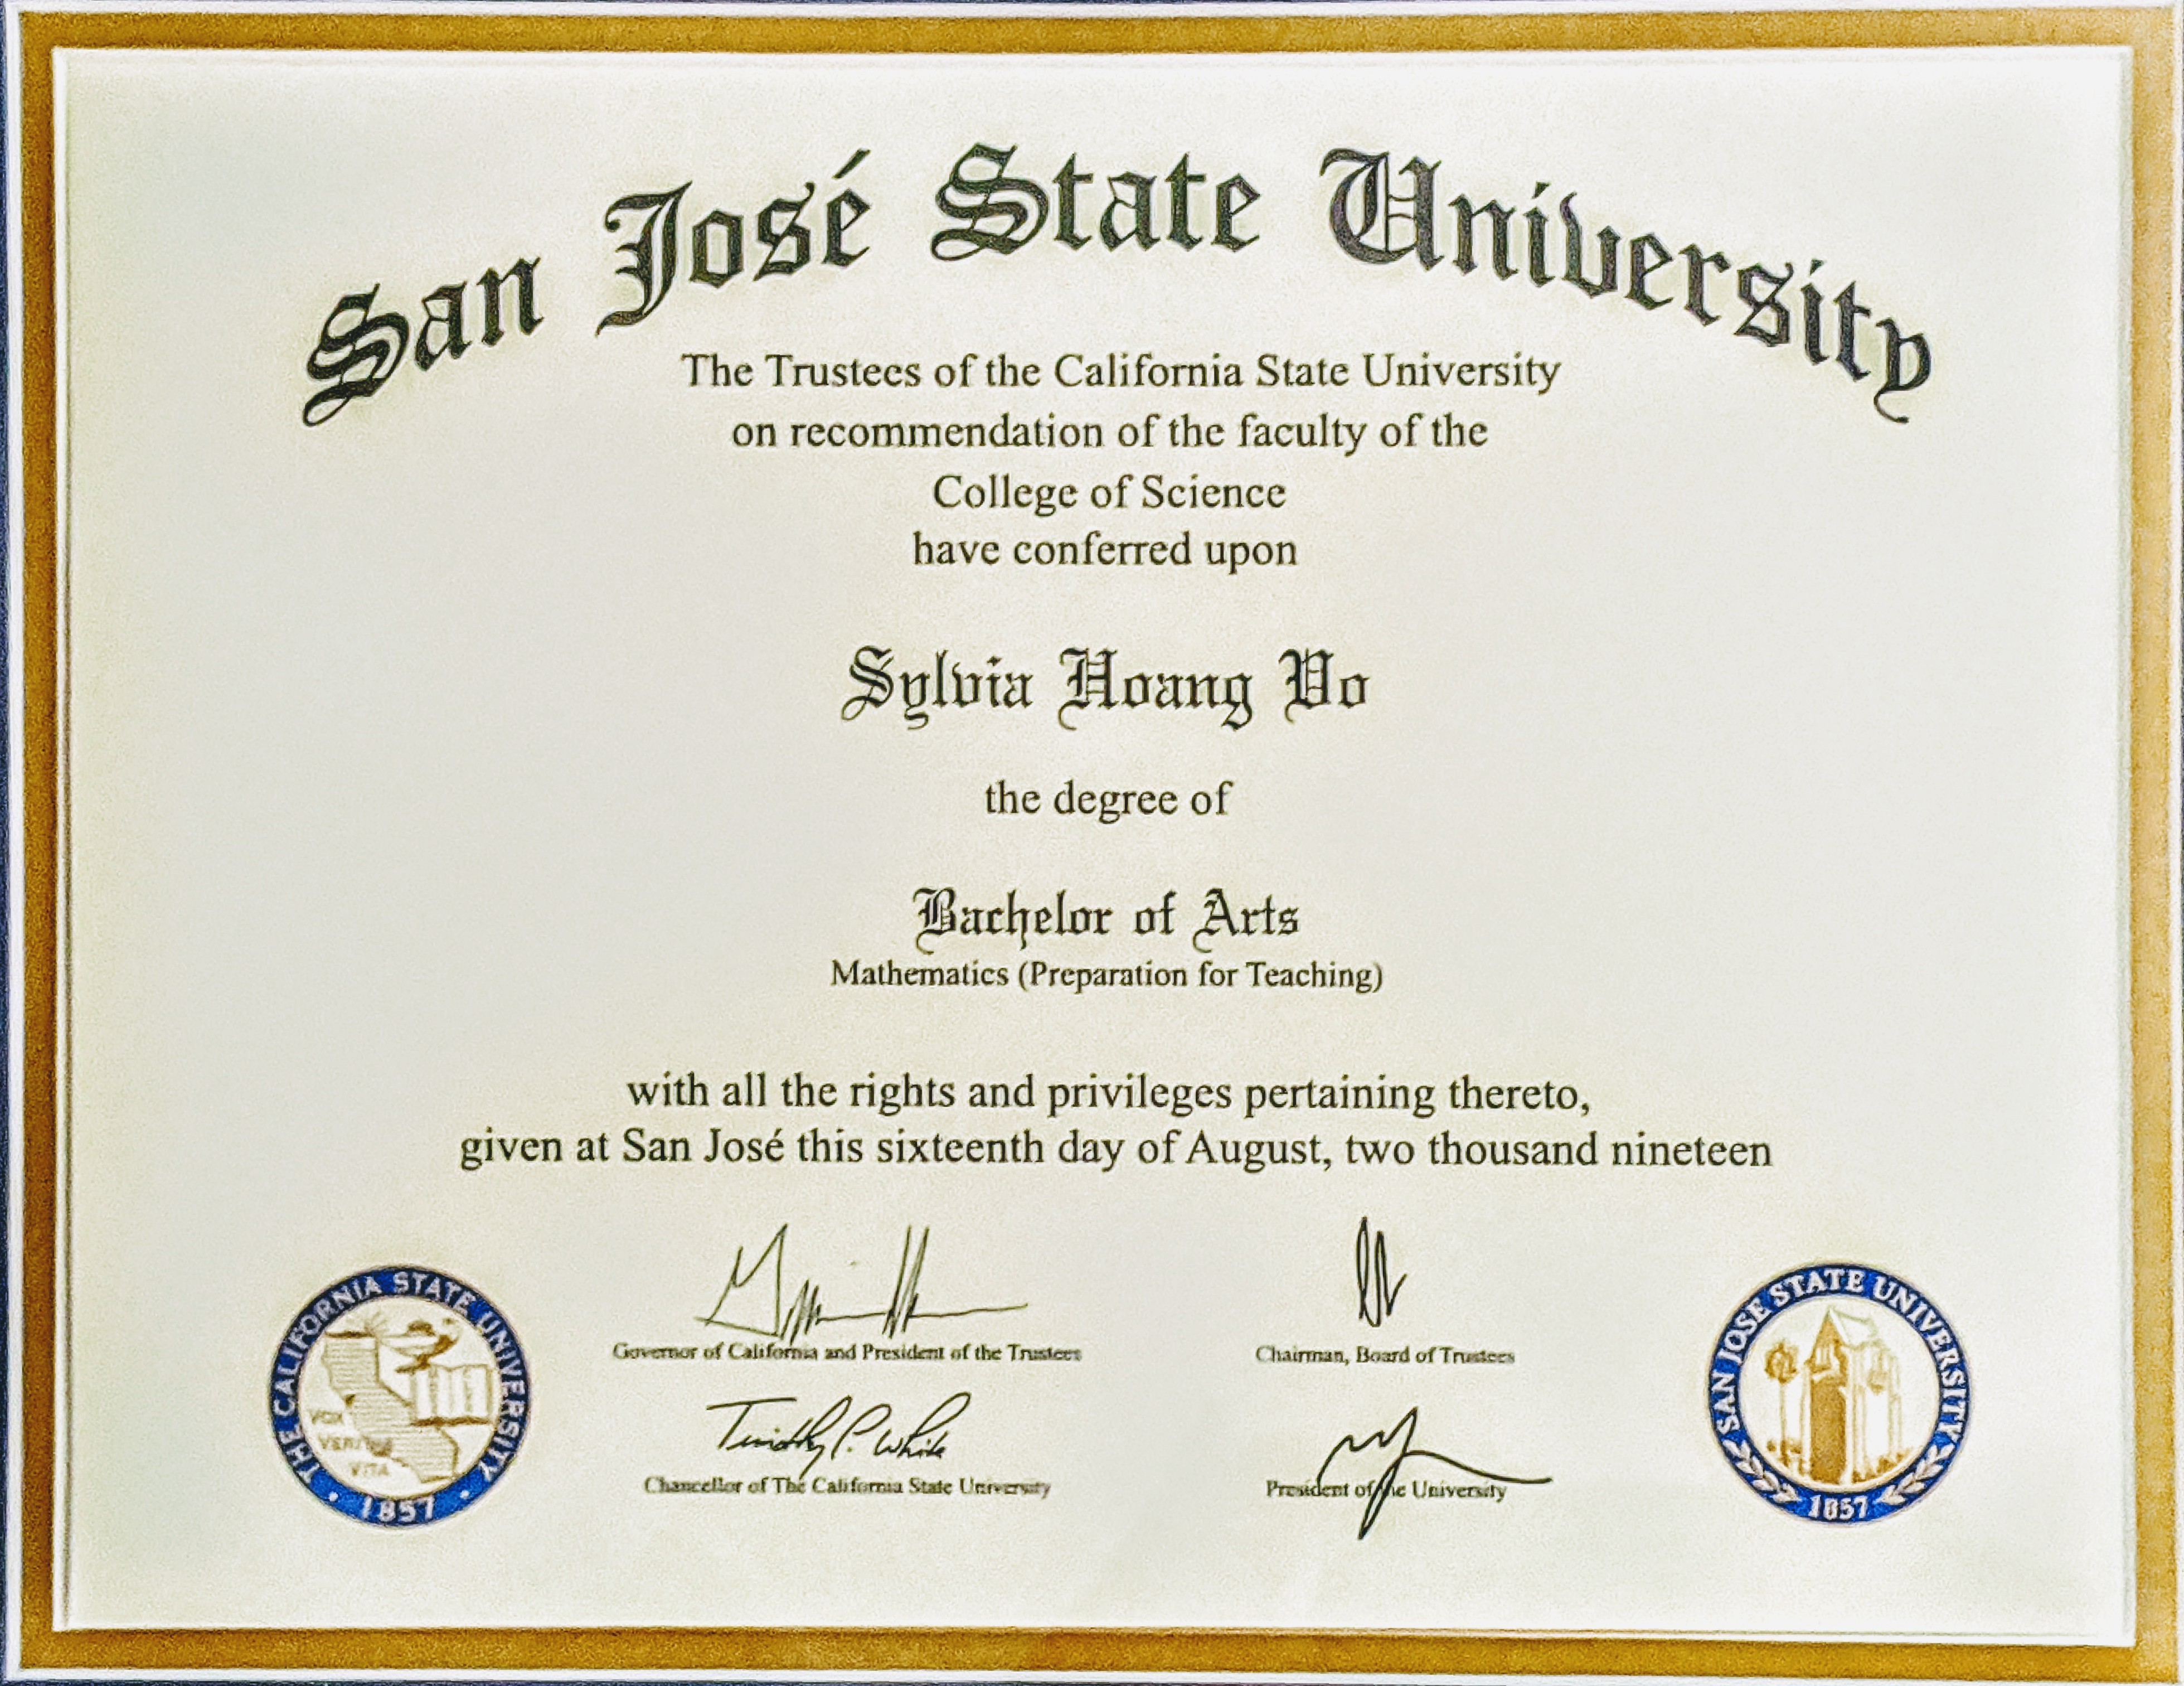 San José State University
The Trustees of the California State University
on recommendation of the faculty of the
College of Science
have conferred upon
Sylvia Hoang Vo
the degree of
Bachelor of Arts
Mathematics (Preparation for Teaching)
with all the rights and privileges pertaining thereto,
given at San José this sixteenth day of August, two thousand nineteen
Governor of California and President of the Trustees
Chairman, Board of Trustees
Timothy P. White
Chancellor of The California State University
President of the University
THE CALIFORNIA STATE UNIVERSITY
VOX
VERITAS
VITA
· 1857 ·
SAN JOSE STATE UNIVERSITY
1857